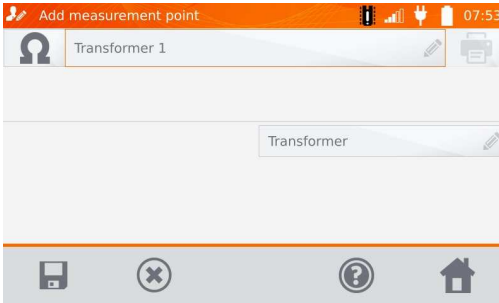 Add measurement point 07:53
Ω Transformer 1
Transformer